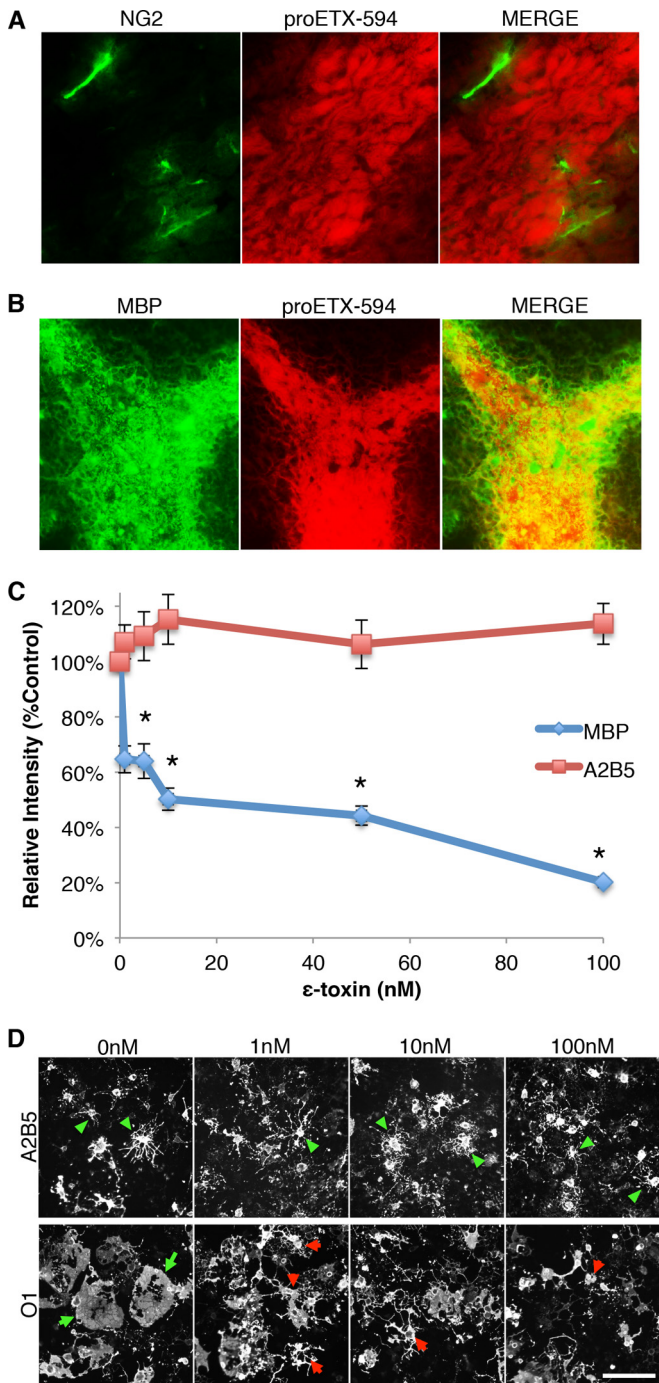 A
NG2 proETX-594 MERGE
B
MBP proETX-594 MERGE
C
120%
100%
80%
60%
40%
20%
0%
Relative Intensity (%Control)
* * * *
MBP
A2B5
0 20 40 60 80 100
ε-toxin (nM)
D
0nM 1nM 10nM 100nM
A2B5
O1